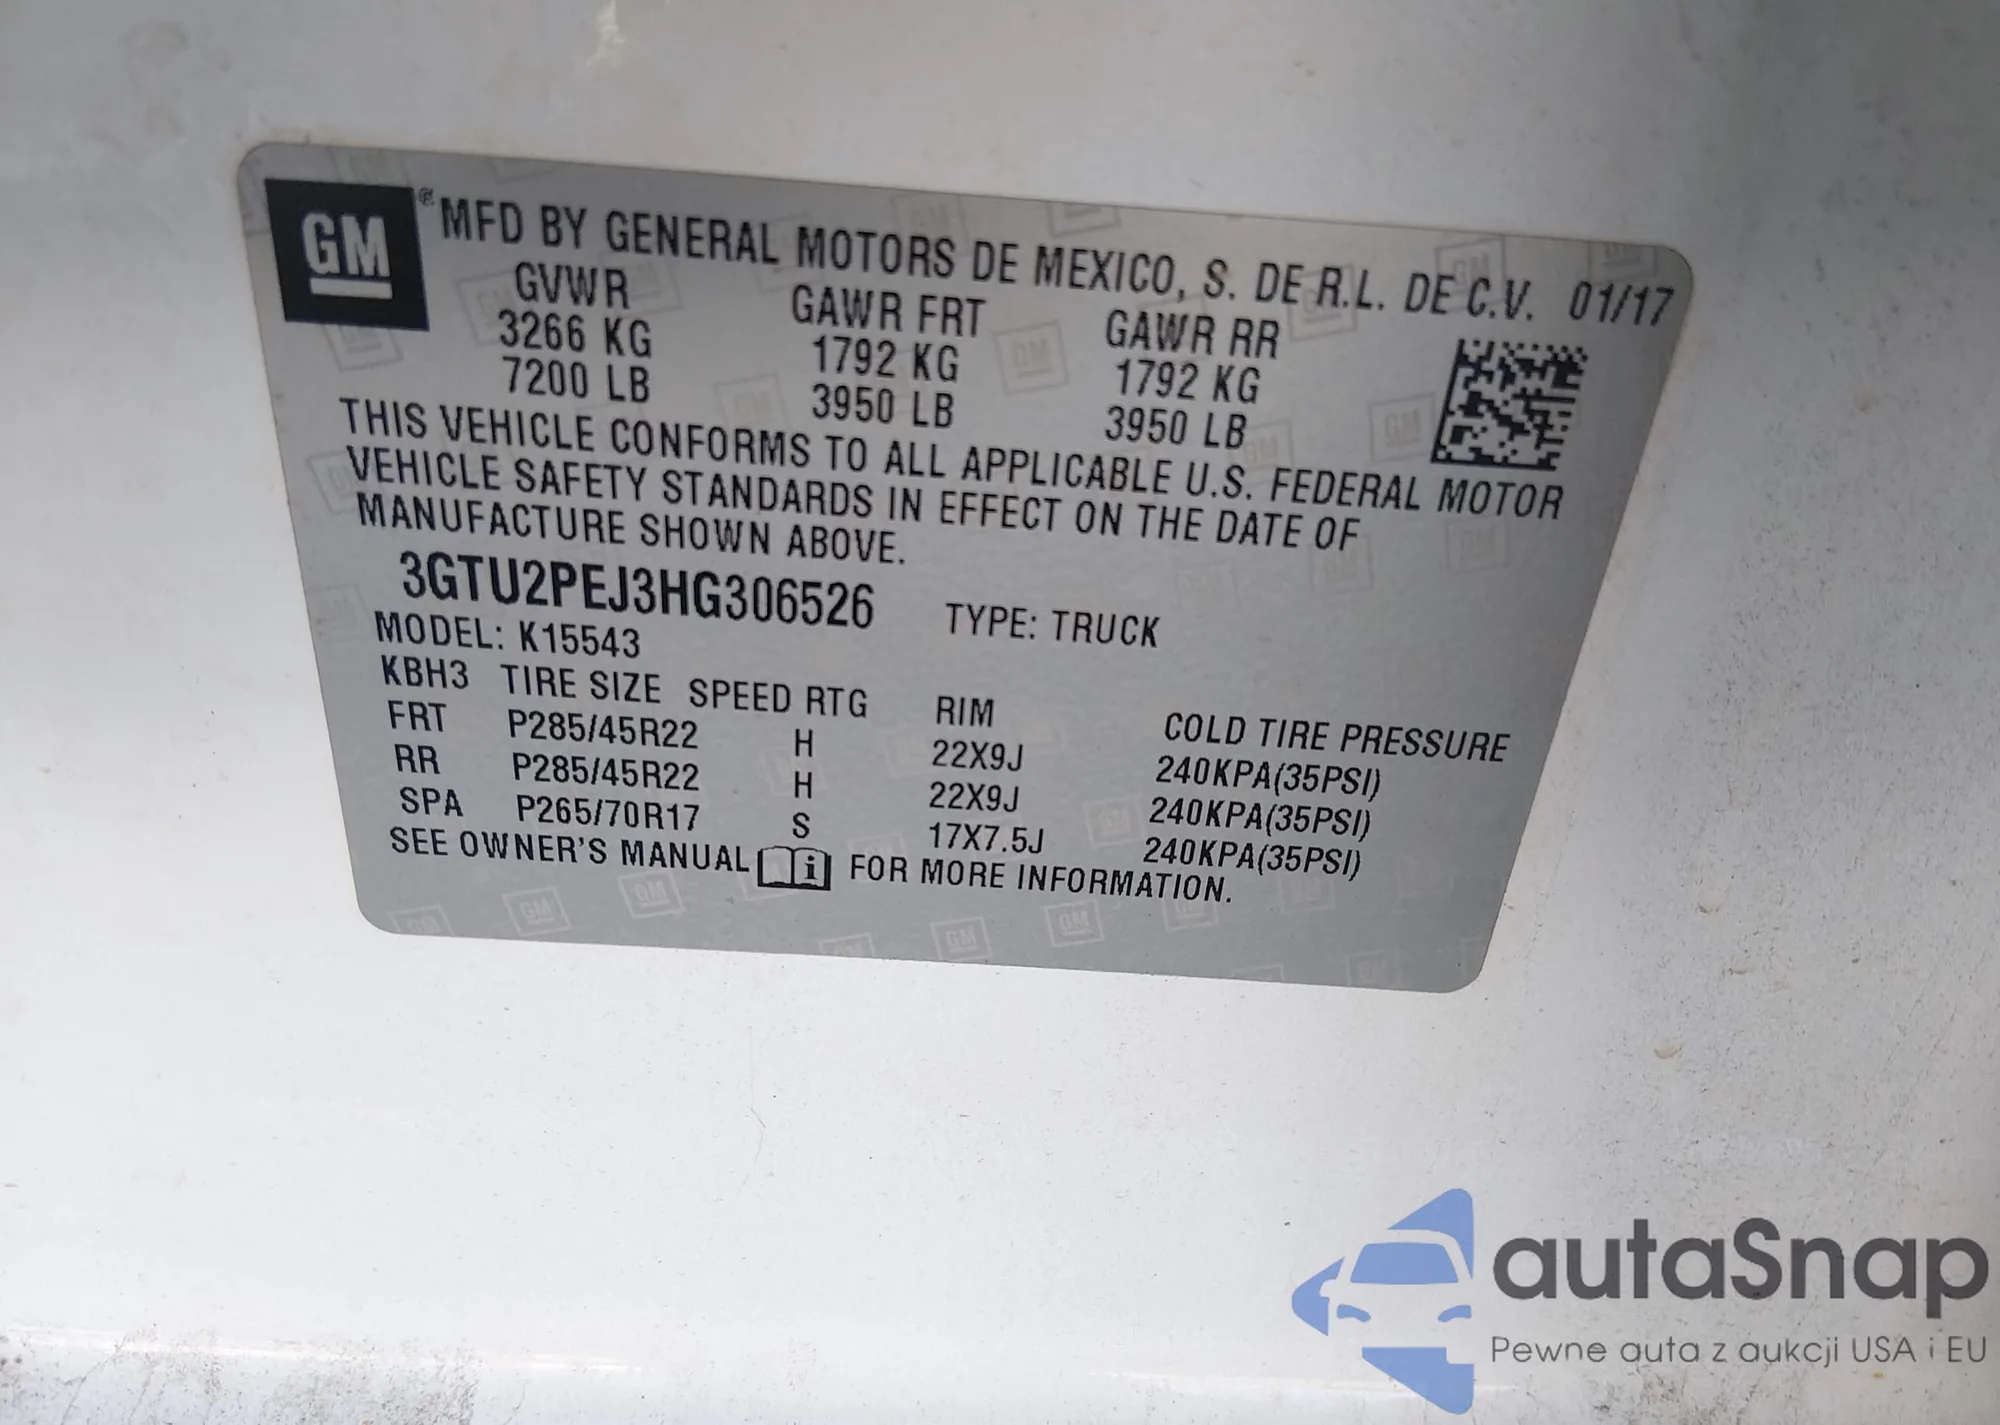 GM
® MFD BY GENERAL MOTORS DE MEXICO, S. DE R.L. DE C.V. 01/17
GVWR GAWR FRT GAWR RR
3266 KG 1792 KG 1792 KG
7200 LB 3950 LB 3950 LB
THIS VEHICLE CONFORMS TO ALL APPLICABLE U.S. FEDERAL MOTOR
VEHICLE SAFETY STANDARDS IN EFFECT ON THE DATE OF
MANUFACTURE SHOWN ABOVE.
3GTU2PEJ3HG306526 TYPE: TRUCK
MODEL: K15543
KBH3 TIRE SIZE SPEED RTG RIM COLD TIRE PRESSURE
FRT P285/45R22 H 22X9J 240KPA(35PSI)
RR P285/45R22 H 22X9J 240KPA(35PSI)
SPA P265/70R17 S 17X7.5J 240KPA(35PSI)
SEE OWNER'S MANUAL i FOR MORE INFORMATION.
autaSnap
Pewne auta z aukcji USA i EU